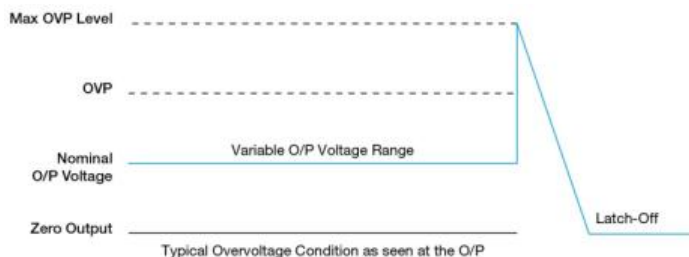 Max OVP Level
OVP
Variable O/P Voltage Range
Nominal
O/P Voltage
Latch-Off
Zero Output
Typical Overvoltage Condition as seen at the O/P